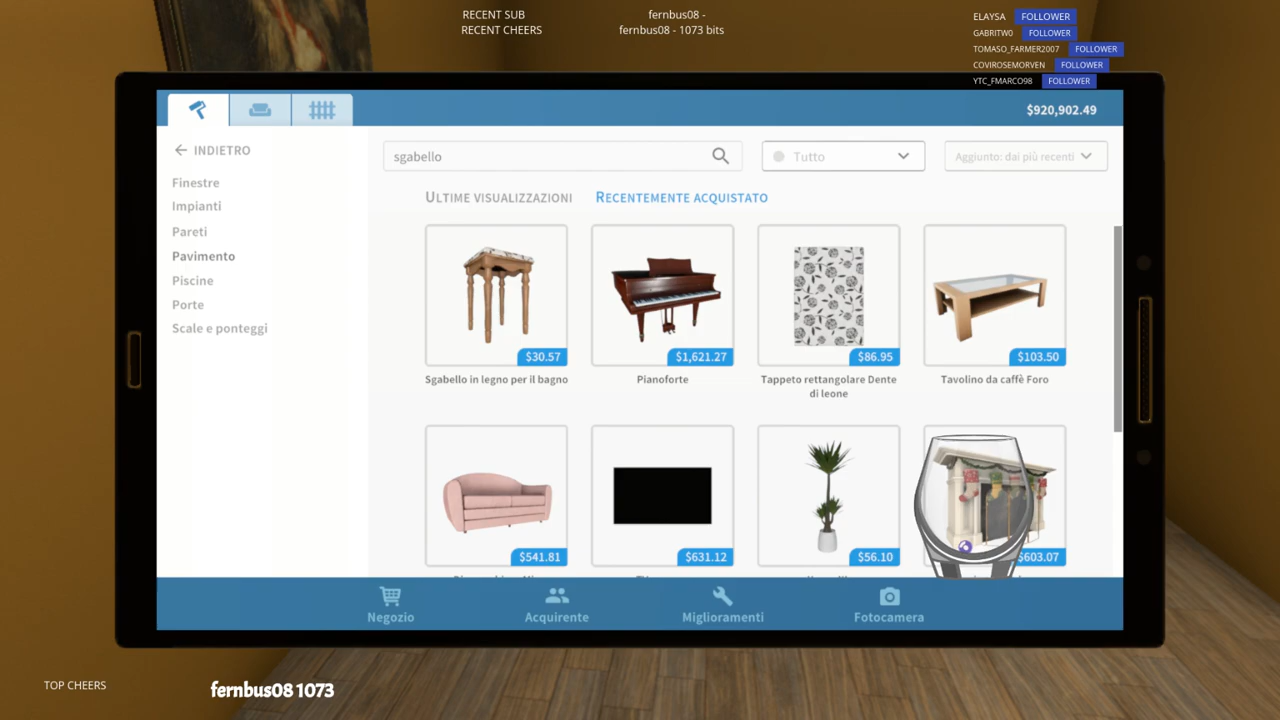 RECENT SUB
fernbus08 -
RECENT CHEERS
fernbus08 - 1073 bits
ELAYSA FOLLOWER
GABRITW0 FOLLOWER
TOMASO_FARMER2007 FOLLOWER
COVIROSEMORVEN FOLLOWER
YTC_FMARCO98 FOLLOWER
$920,902.49
INDIETRO
Finestre
Impianti
Pareti
Pavimento
Piscine
Porte
Scale e ponteggi
sgabello
Tutto
Aggiunto: dai più recenti
ULTIME VISUALIZZAZIONI
RECENTEMENTE ACQUISTATO
$30.57
$1,621.27
$86.95
$103.50
Sgabello in legno per il bagno
Pianoforte
Tappeto rettangolare Dente
di leone
Tavolino da caffè Foro
$541.81
$631.12
$56.10
$603.07
Negozio
Acquirente
Miglioramenti
Fotocamera
TOP CHEERS
fernbus08 1073